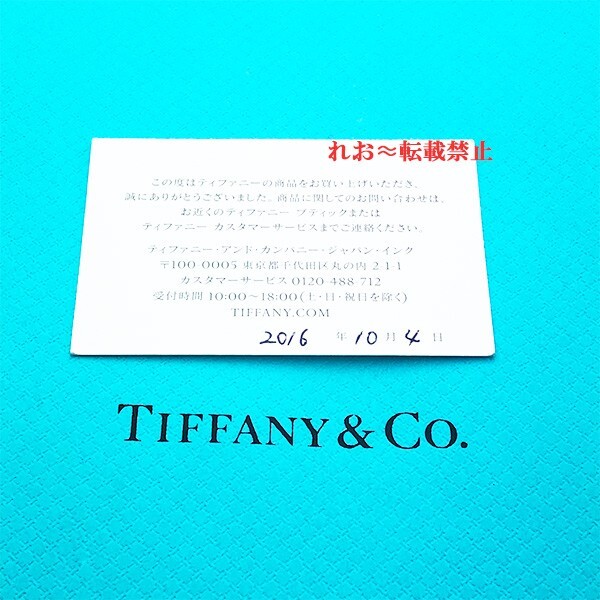 れお～転載禁止
この度はティファニーの商品をお買い上げいただき、
誠にありがとうございました。商品に関してのお問い合わせは、
お近くのティファニー ブティックまたは
ティファニー カスタマーサービスまでご連絡ください。
ティファニー・アンド・カンパニー・ジャパン・インク
〒100-0005 東京都千代田区丸の内 2-1-1
カスタマーサービス 0120-488-712
受付時間 10:00～18:00（土・日・祝日を除く）
TIFFANY.COM
2016 年 10 月 4 日
TIFFANY & CO.